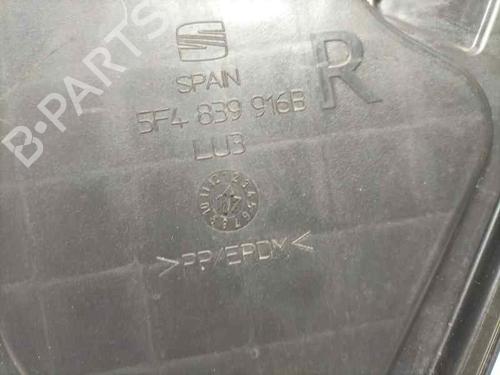 SPAIN
R
5F4 839 916B
LU3
>PP/EPDM<
B-PARTS